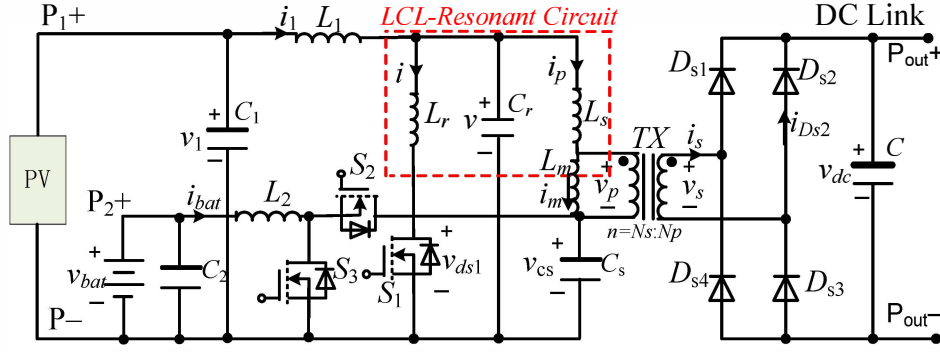 P₁+
i₁
L₁
LCL-Resonant Circuit
DC Link
Pout+
i
iₚ
Ds1
Ds2
+
C₁
v₁
−
Lᵣ
+
v
−
Cᵣ
Lₛ
TX
iₛ
iDs2
+
C
vdc
−
PV
S₂
Lₘ
iₘ
+
vₚ
−
+
vₛ
−
n=Ns:Np
P₂+
ibat
L₂
+
vbat
−
C₂
S₃
S₁
+
vds1
−
+
vcs
−
Cₛ
Ds4
Ds3
P−
Pout−